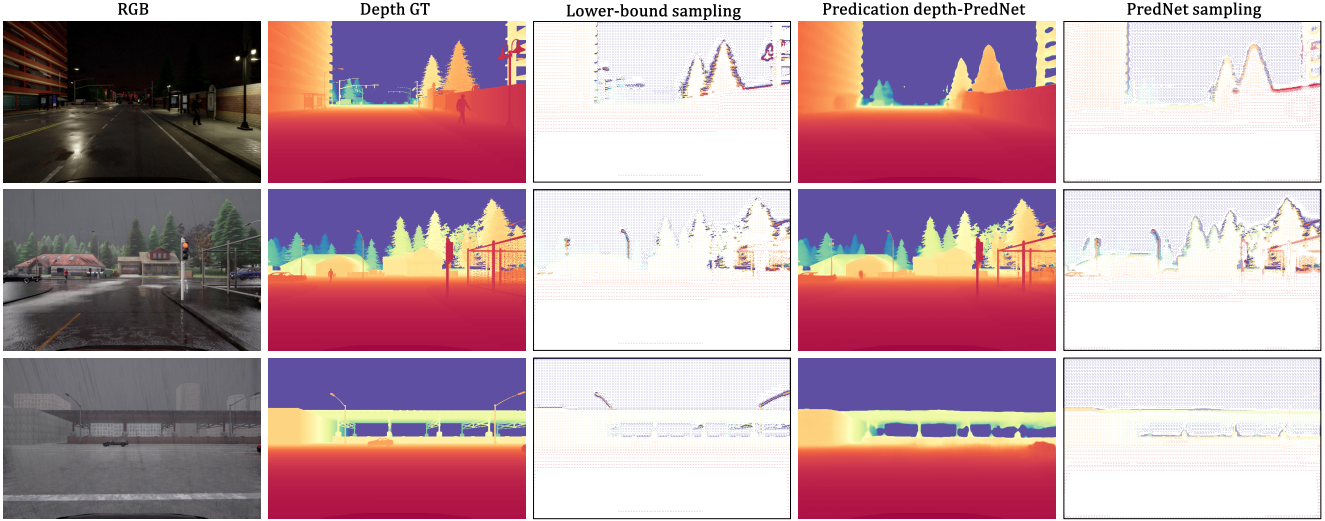 RGB
Depth GT
Lower-bound sampling
Predication depth-PredNet
PredNet sampling